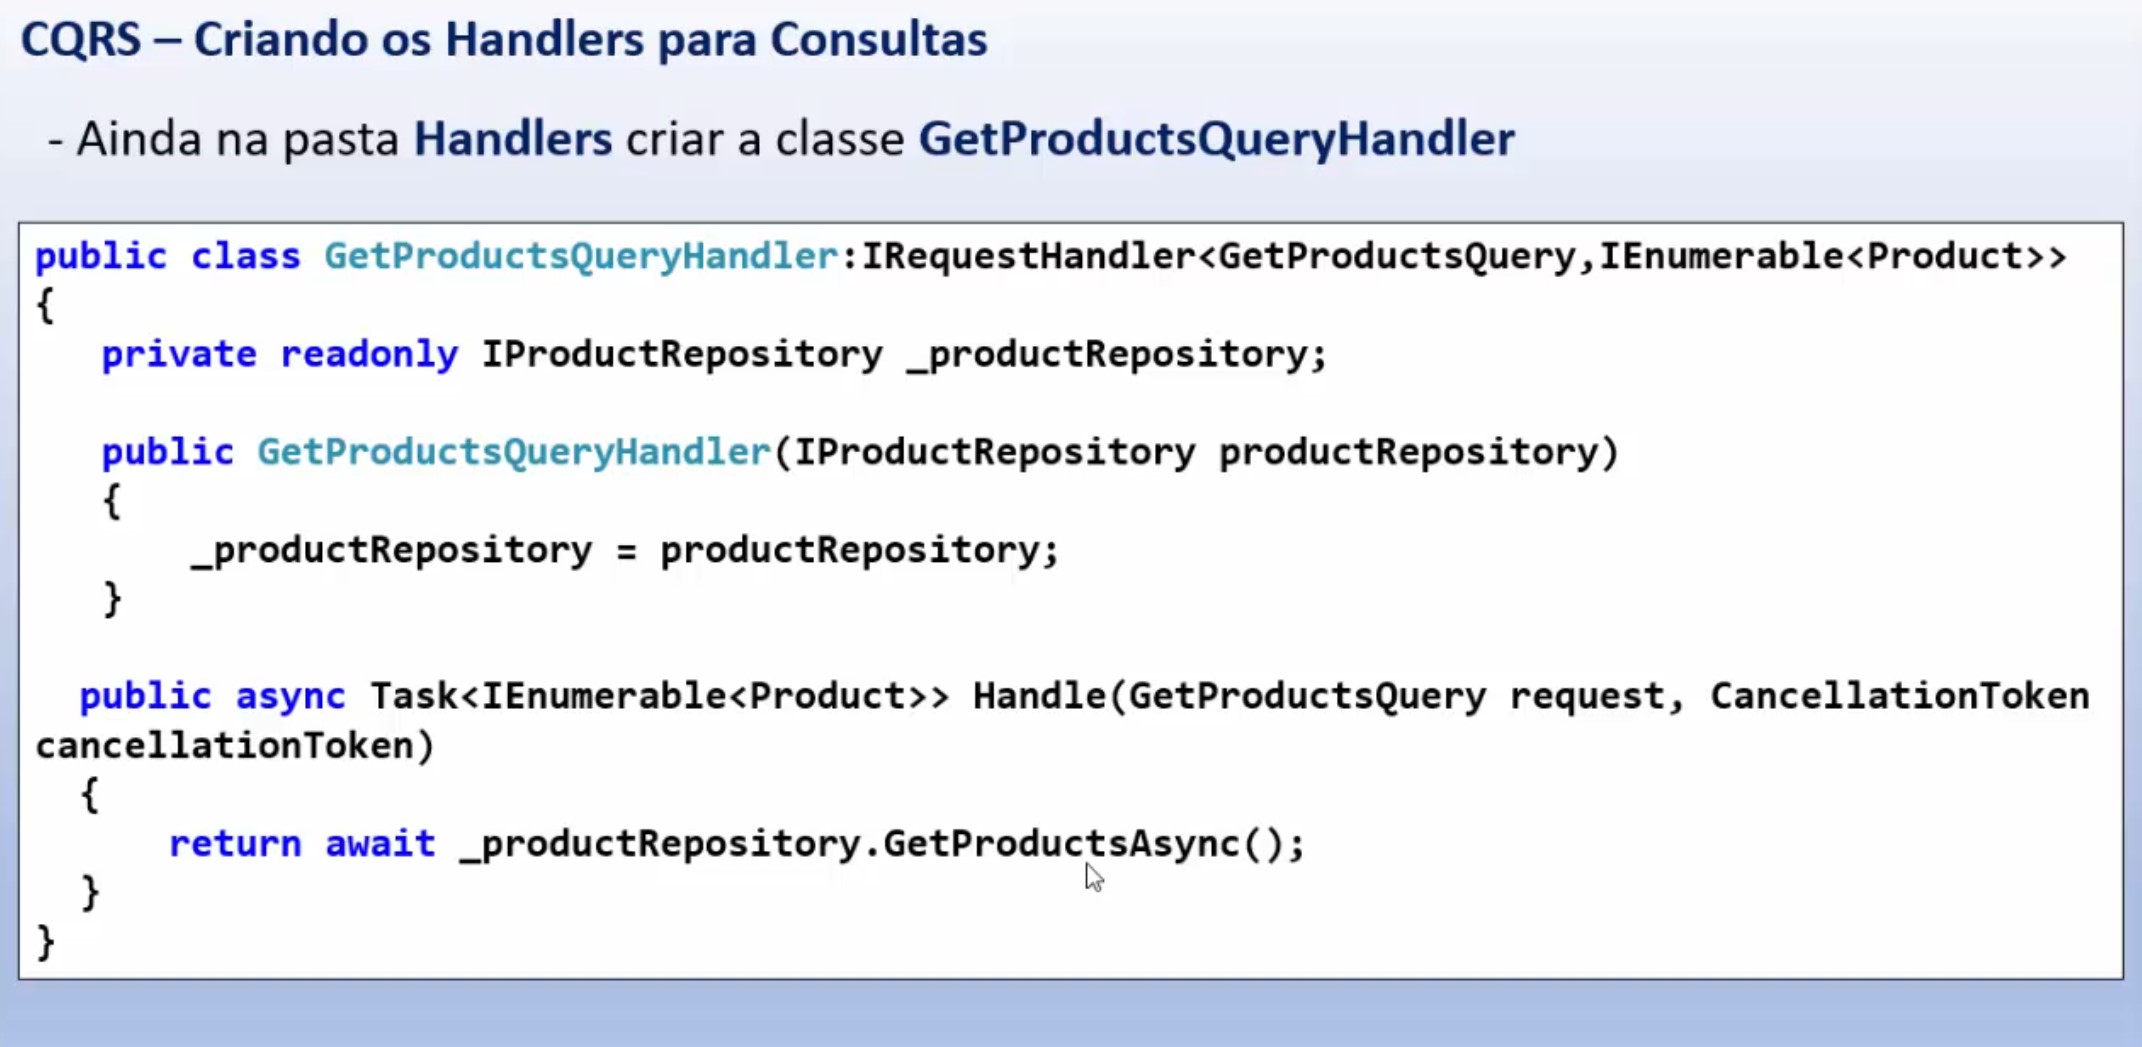 CQRS – Criando os Handlers para Consultas
- Ainda na pasta Handlers criar a classe GetProductsQueryHandler
public class GetProductsQueryHandler:IRequestHandler<GetProductsQuery,IEnumerable<Product>>
{
private readonly IProductRepository _productRepository;
public GetProductsQueryHandler(IProductRepository productRepository)
{
_productRepository = productRepository;
}
public async Task<IEnumerable<Product>> Handle(GetProductsQuery request, CancellationToken
cancellationToken)
{
return await _productRepository.GetProductsAsync();
}
}